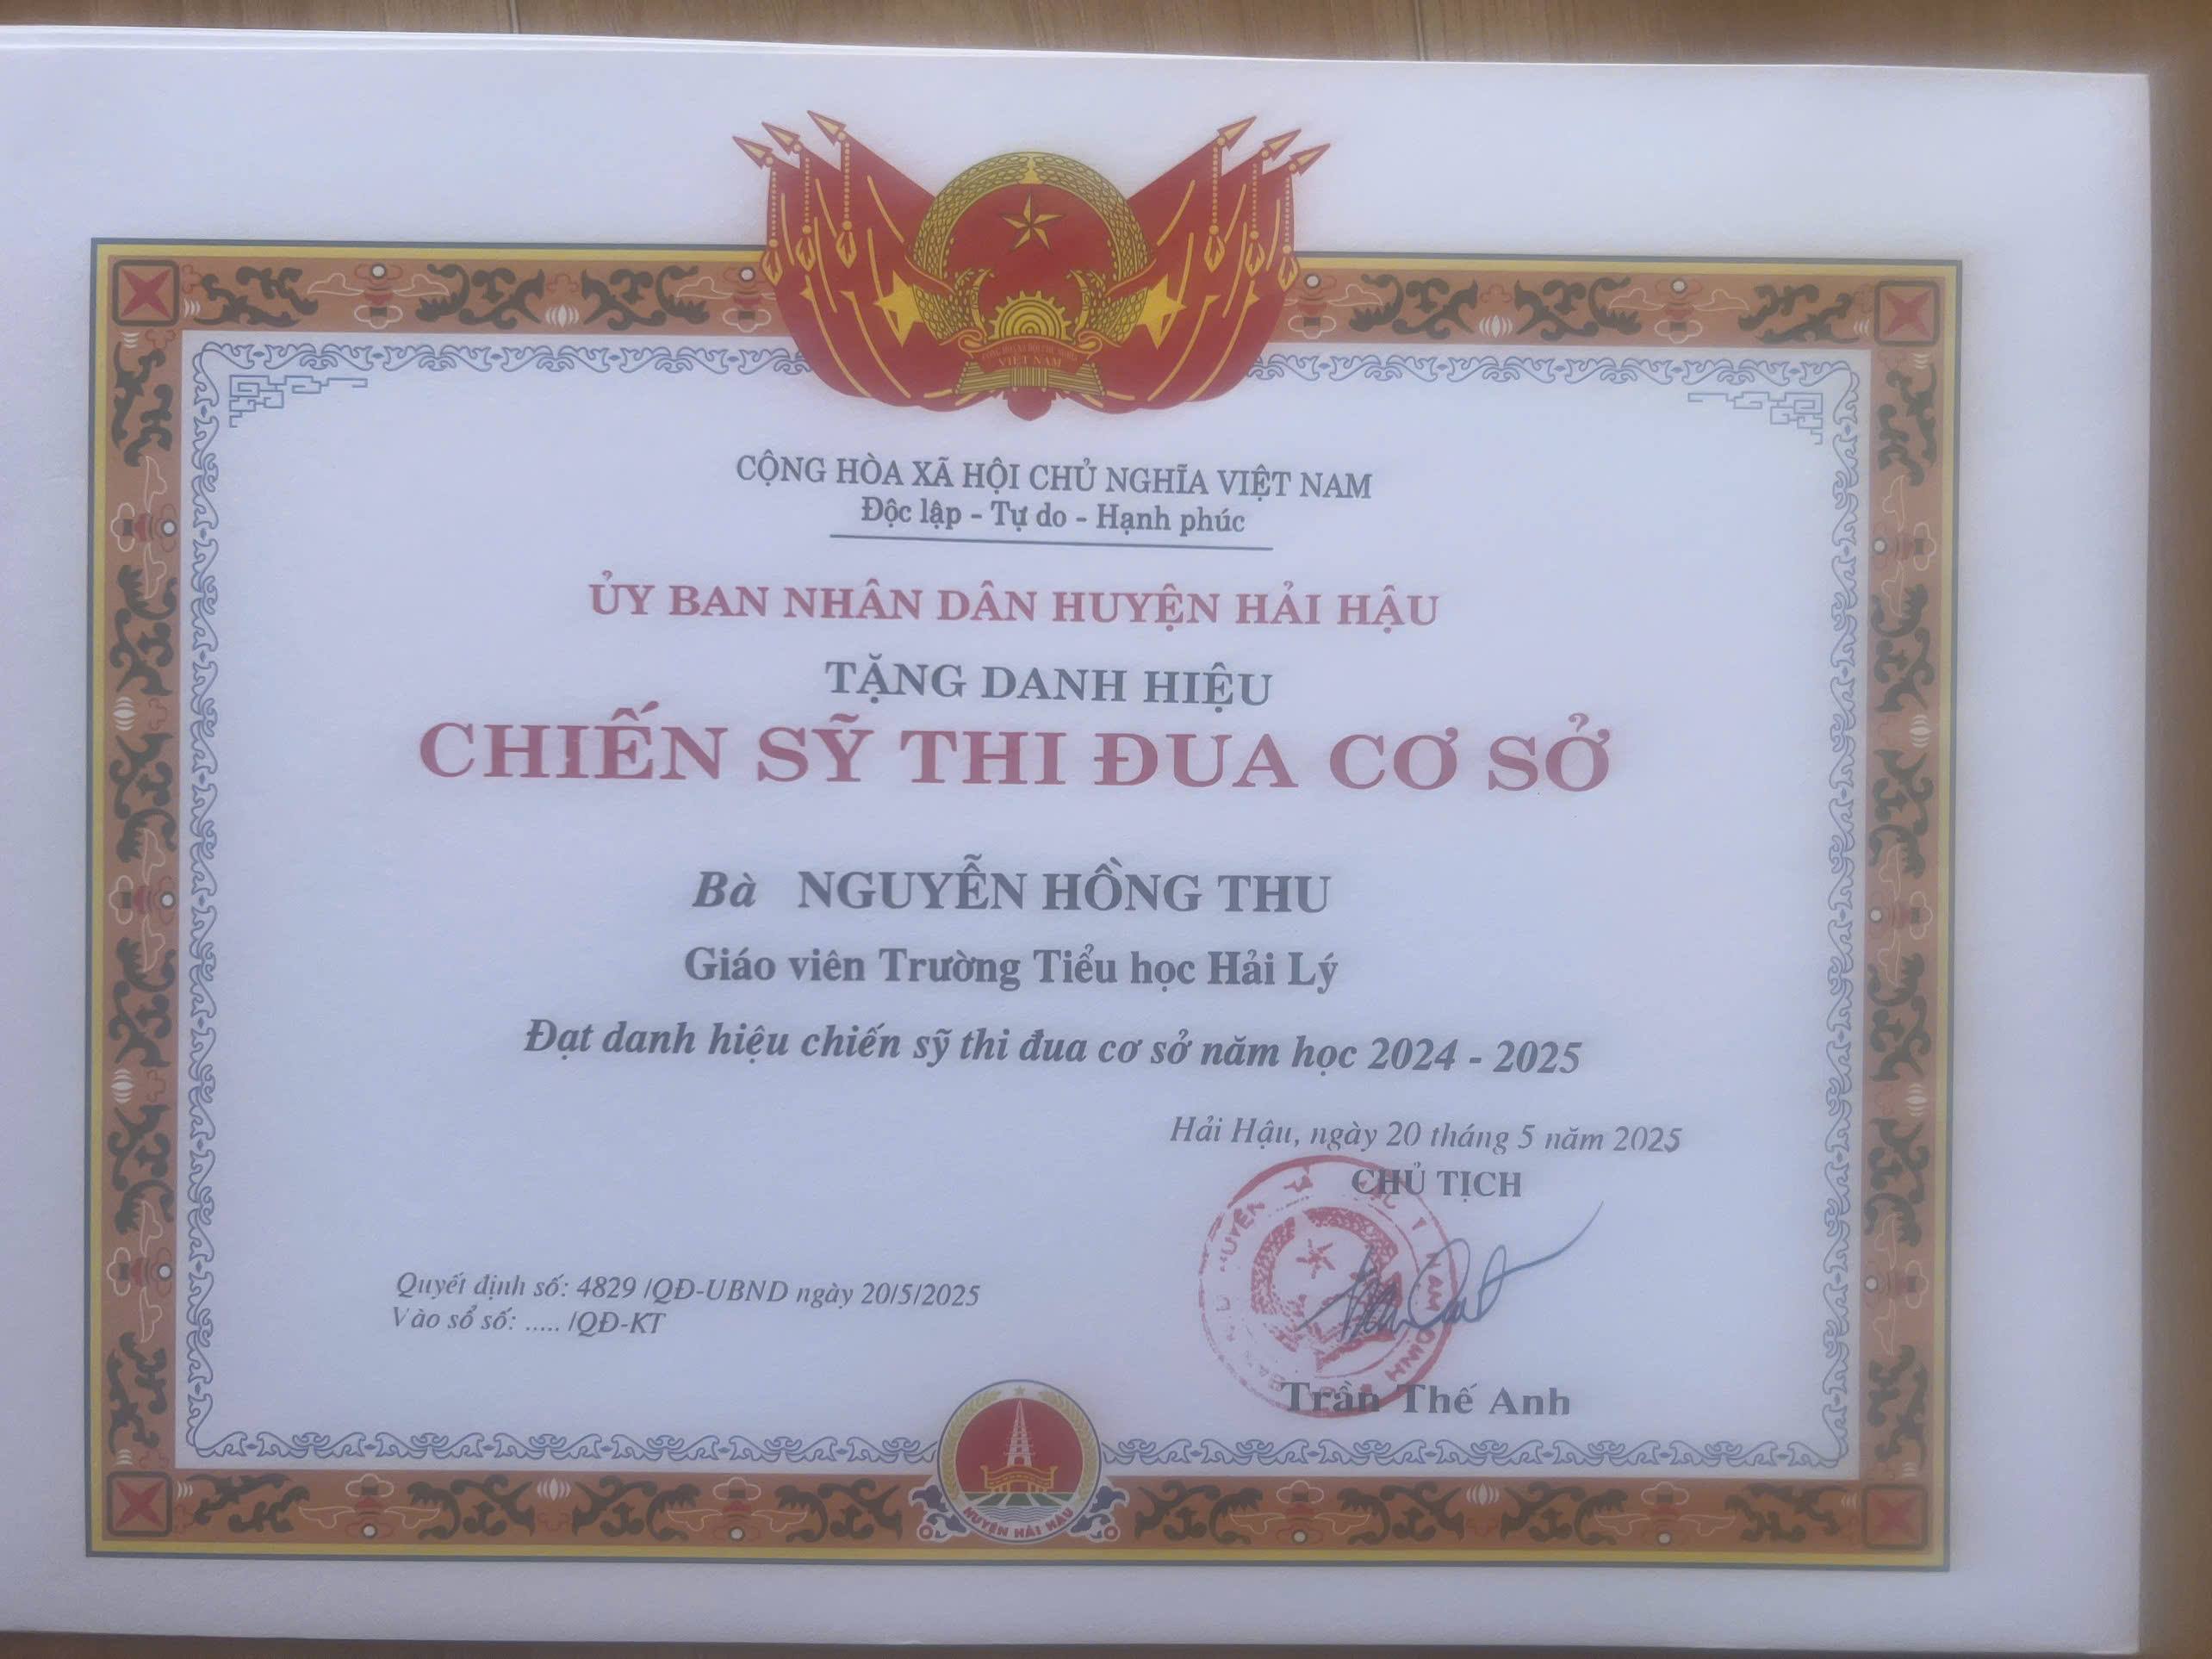 VIỆT NAM
CỘNG HÒA XÃ HỘI CHỦ NGHĨA VIỆT NAM
Độc lập - Tự do - Hạnh phúc
ỦY BAN NHÂN DÂN HUYỆN HẢI HẬU
TẶNG DANH HIỆU
CHIẾN SỸ THI ĐUA CƠ SỞ
Bà NGUYỄN HỒNG THU
Giáo viên Trường Tiểu học Hải Lý
Đạt danh hiệu chiến sỹ thi đua cơ sở năm học 2024 - 2025
Hải Hậu, ngày 20 tháng 5 năm 2025
CHỦ TỊCH
Quyết định số: 4829 /QĐ-UBND ngày 20/5/2025
Vào sổ số: ..... /QĐ-KT
Trần Thế Anh
HUYỆN HẢI HẬU